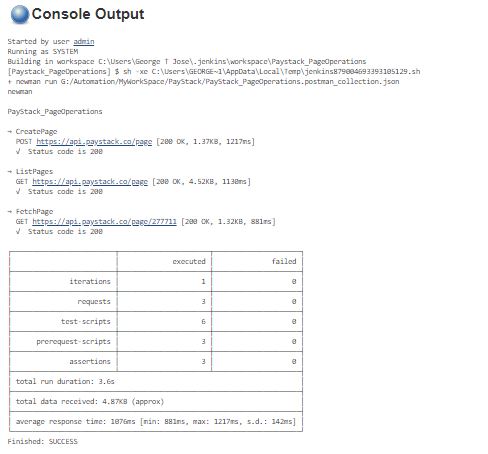 Console Output
Started by user admin
Running as SYSTEM
Building in workspace C:\Users\George T Jose\.jenkins\workspace\Paystack_PageOperations
[Paystack_PageOperations] $ sh -xe C:\Users\GEORGE~1\AppData\Local\Temp\jenkins879004693393105129.sh
+ newman run G:/Automation/MyWorkSpace/PayStack/PayStack_PageOperations.postman_collection.json
newman
PayStack_PageOperations
→ CreatePage
POST https://api.paystack.co/page [200 OK, 1.37KB, 1217ms]
√ Status code is 200
→ ListPages
GET https://api.paystack.co/page [200 OK, 4.52KB, 1130ms]
√ Status code is 200
→ FetchPage
GET https://api.paystack.co/page/277711 [200 OK, 1.32KB, 881ms]
√ Status code is 200
executed failed
iterations 1 0
requests 3 0
test-scripts 6 0
prerequest-scripts 3 0
assertions 3 0
total run duration: 3.6s
total data received: 4.87KB (approx)
average response time: 1076ms [min: 881ms, max: 1217ms, s.d.: 142ms]
Finished: SUCCESS